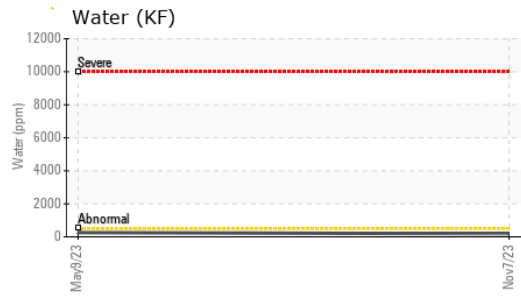 Water (KF)
12000
Severe
10000
8000
6000
4000
2000
Abnormal
0
Water (ppm)
May9/23
Nov7/23